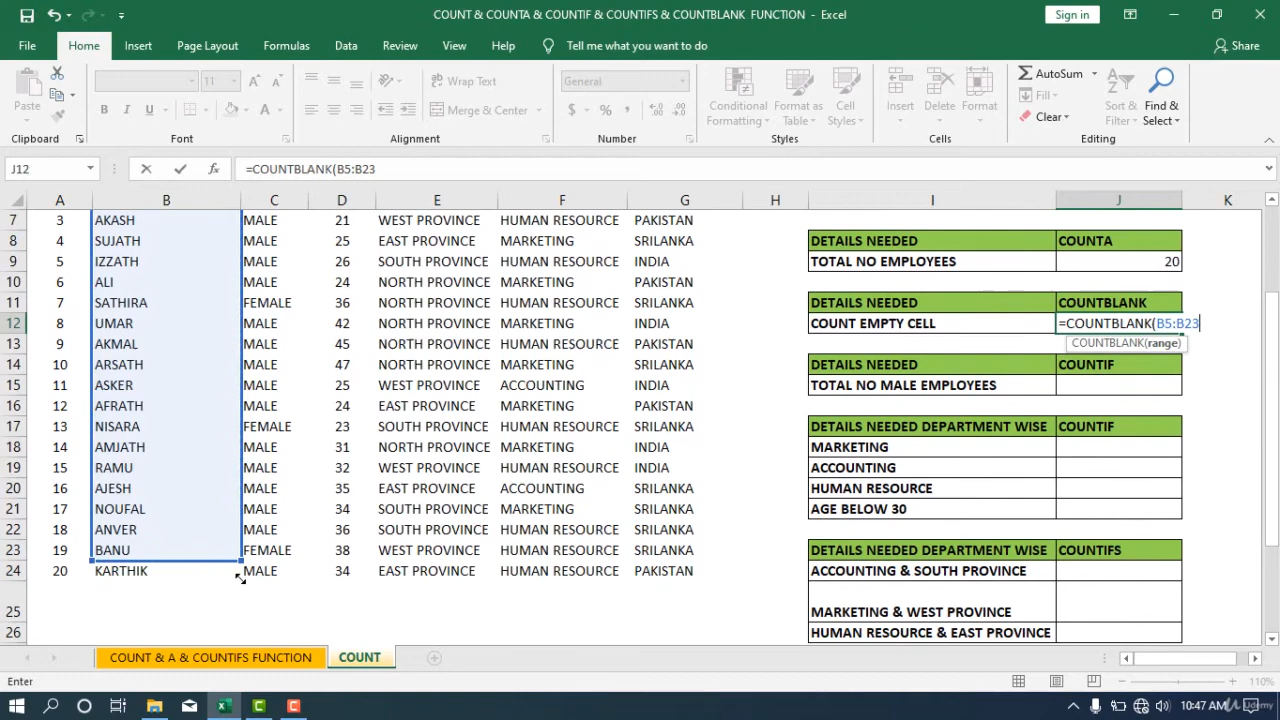 COUNT & COUNTA & COUNTIF & COUNTIFS & COUNTBLANK FUNCTION - Excel
Sign in
File Home Insert Page Layout Formulas Data Review View Help Tell me what you want to do Share
Paste
11
B I U
A A
Wrap Text
Merge & Center
General
$ % ,
Conditional Formatting
Format as Table
Cell Styles
Insert
Delete
Format
AutoSum
Fill
Clear
Sort & Filter
Find & Select
Clipboard Font Alignment Number Styles Cells Editing
J12 fx =COUNTBLANK(B5:B23
A B C D E F G H I J K
7 3 AKASH MALE 21 WEST PROVINCE HUMAN RESOURCE PAKISTAN
8 4 SUJATH MALE 25 EAST PROVINCE MARKETING SRILANKA DETAILS NEEDED COUNTA
9 5 IZZATH MALE 26 SOUTH PROVINCE HUMAN RESOURCE INDIA TOTAL NO EMPLOYEES 20
10 6 ALI MALE 24 NORTH PROVINCE MARKETING PAKISTAN
11 7 SATHIRA FEMALE 36 NORTH PROVINCE HUMAN RESOURCE SRILANKA DETAILS NEEDED COUNTBLANK
12 8 UMAR MALE 42 NORTH PROVINCE MARKETING INDIA COUNT EMPTY CELL =COUNTBLANK(B5:B23
COUNTBLANK(range)
13 9 AKMAL MALE 45 NORTH PROVINCE HUMAN RESOURCE SRILANKA
14 10 ARSATH MALE 47 NORTH PROVINCE MARKETING SRILANKA DETAILS NEEDED COUNTIF
15 11 ASKER MALE 25 WEST PROVINCE ACCOUNTING INDIA TOTAL NO MALE EMPLOYEES
16 12 AFRATH MALE 24 EAST PROVINCE MARKETING PAKISTAN
17 13 NISARA FEMALE 23 SOUTH PROVINCE HUMAN RESOURCE SRILANKA DETAILS NEEDED DEPARTMENT WISE COUNTIF
18 14 AMJATH MALE 31 NORTH PROVINCE MARKETING INDIA MARKETING
19 15 RAMU MALE 32 WEST PROVINCE HUMAN RESOURCE INDIA ACCOUNTING
20 16 AJESH MALE 35 EAST PROVINCE ACCOUNTING SRILANKA HUMAN RESOURCE
21 17 NOUFAL MALE 34 SOUTH PROVINCE MARKETING SRILANKA AGE BELOW 30
22 18 ANVER MALE 36 SOUTH PROVINCE HUMAN RESOURCE SRILANKA
23 19 BANU FEMALE 38 WEST PROVINCE HUMAN RESOURCE SRILANKA DETAILS NEEDED DEPARTMENT WISE COUNTIFS
24 20 KARTHIK MALE 34 EAST PROVINCE HUMAN RESOURCE PAKISTAN ACCOUNTING & SOUTH PROVINCE
25 MARKETING & WEST PROVINCE
26 HUMAN RESOURCE & EAST PROVINCE
COUNT & A & COUNTIFS FUNCTION COUNT
Enter 110%
10:47 AM
Udemy